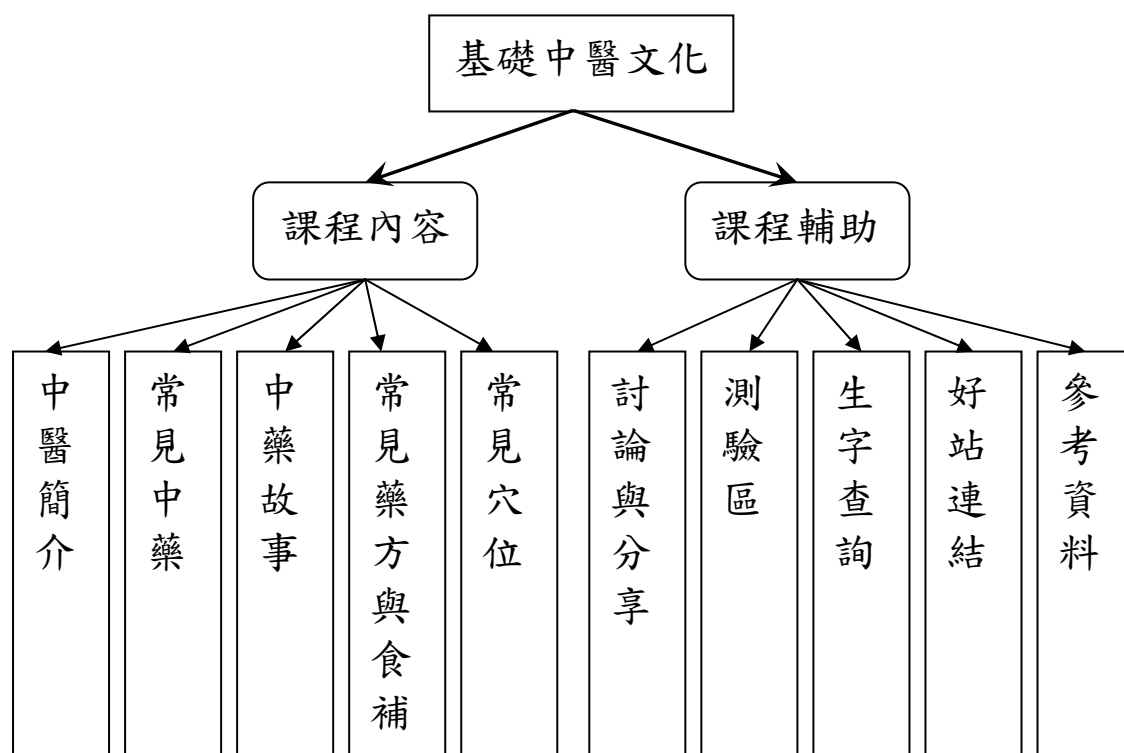 基礎中醫文化
課程內容
課程輔助
中醫簡介
常見中藥
中藥故事
常見藥方與食補
常見穴位
討論與分享
測驗區
生字查詢
好站連結
參考資料